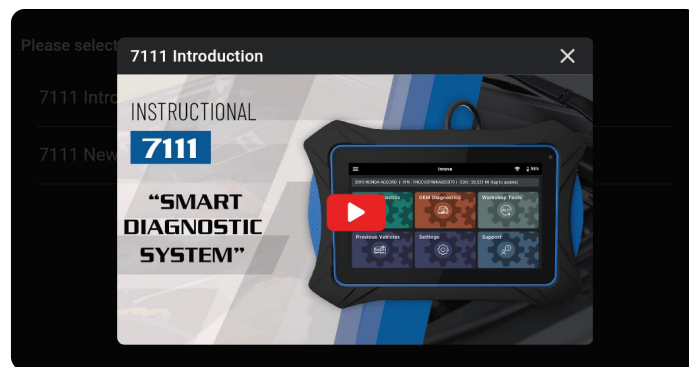 Please select
7111 Introduction
7111 Intro
7111 New
INSTRUCTIONAL
7111
“SMART
DIAGNOSTIC
SYSTEM”
Innova
OEM Diagnostics
Workshop Tools
Previous Vehicles
Settings
Support